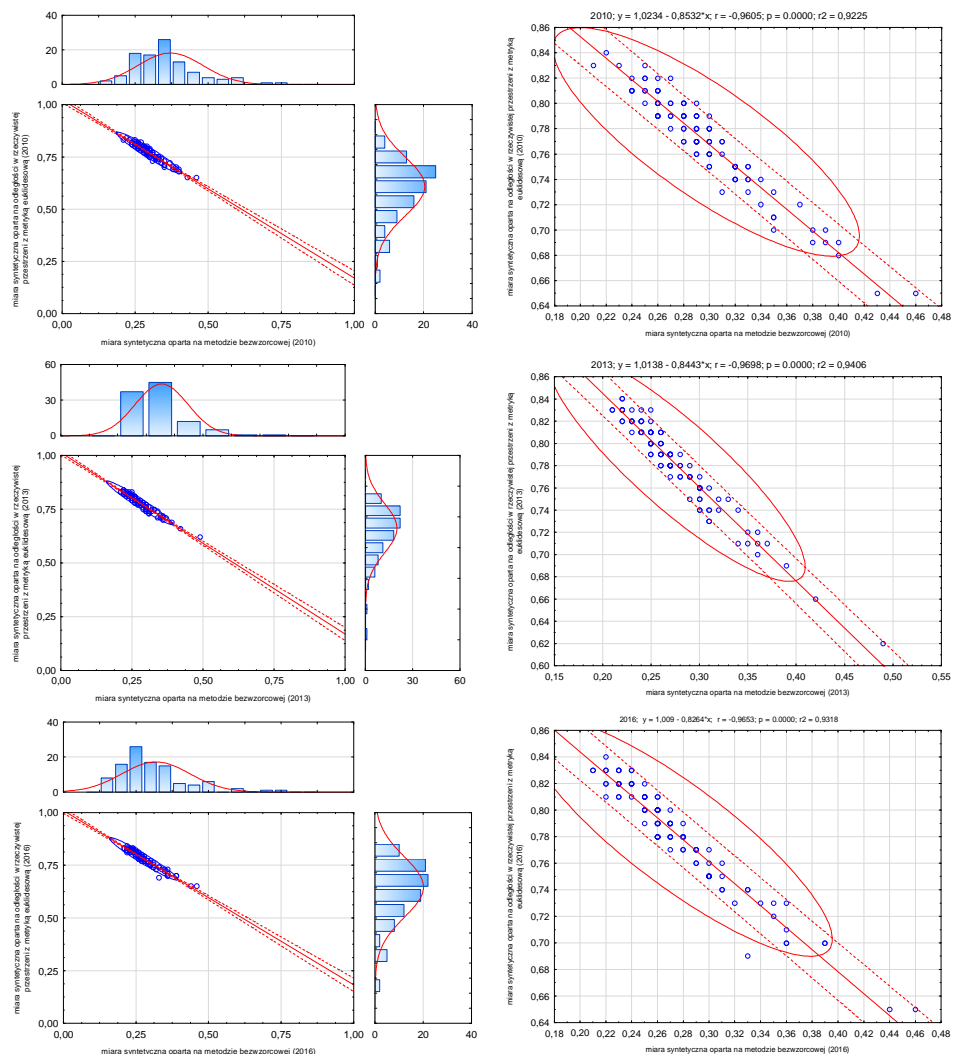 40
20
0
1,00
0,75
0,50
0,25
0,00
0,00 0,25 0,50 0,75 1,00
0 20 40
miara syntetyczna oparta na odległości w rzeczywistej
przestrzeni z metryką euklidesową (2010)
miara syntetyczna oparta na metodzie bezwzorcowej (2010)
2010; y = 1,0234 - 0,8532*x; r = -0,9605; p = 0.0000; r2 = 0,9225
0,86
0,84
0,82
0,80
0,78
0,76
0,74
0,72
0,70
0,68
0,66
0,64
0,18 0,20 0,22 0,24 0,26 0,28 0,30 0,32 0,34 0,36 0,38 0,40 0,42 0,44 0,46 0,48
miara syntetyczna oparta na odległości w rzeczywistej przestrzeni z metryką
euklidesową (2010)
miara syntetyczna oparta na metodzie bezwzorcowej (2010)
60
30
0
1,00
0,75
0,50
0,25
0,00
0,00 0,25 0,50 0,75 1,00
0 20 40 60
miara syntetyczna oparta na odległości w rzeczywistej
przestrzeni z metryką euklidesową (2013)
miara syntetyczna oparta na metodzie bezwzorcowej (2013)
2013; y = 1,0138 - 0,8443*x; r = -0,9698; p = 0.0000; r2 = 0,9406
0,86
0,84
0,82
0,80
0,78
0,76
0,74
0,72
0,70
0,68
0,66
0,64
0,62
0,60
0,15 0,20 0,25 0,30 0,35 0,40 0,45 0,50 0,55
miara syntetyczna oparta na odległości w rzeczywistej przestrzeni z metryką
euklidesową (2013)
miara syntetyczna oparta na metodzie bezwzorcowej (2013)
40
20
0
1,00
0,75
0,50
0,25
0,00
0,00 0,25 0,50 0,75 1,00
0 20 40
miara syntetyczna oparta na odległości w rzeczywistej
przestrzeni z metryką euklidesową (2016)
miara syntetyczna oparta na metodzie bezwzorcowej (2016)
2016; y = 1,009 - 0,8264*x; r = -0,9653; p = 0.0000; r2 = 0,9318
0,86
0,84
0,82
0,80
0,78
0,76
0,74
0,72
0,70
0,68
0,66
0,64
0,18 0,20 0,22 0,24 0,26 0,28 0,30 0,32 0,34 0,36 0,38 0,40 0,42 0,44 0,46 0,48
miara syntetyczna oparta na odległości w rzeczywistej przestrzeni z metryką
euklidesową (2016)
miara syntetyczna oparta na metodzie bezwzorcowej (2016)